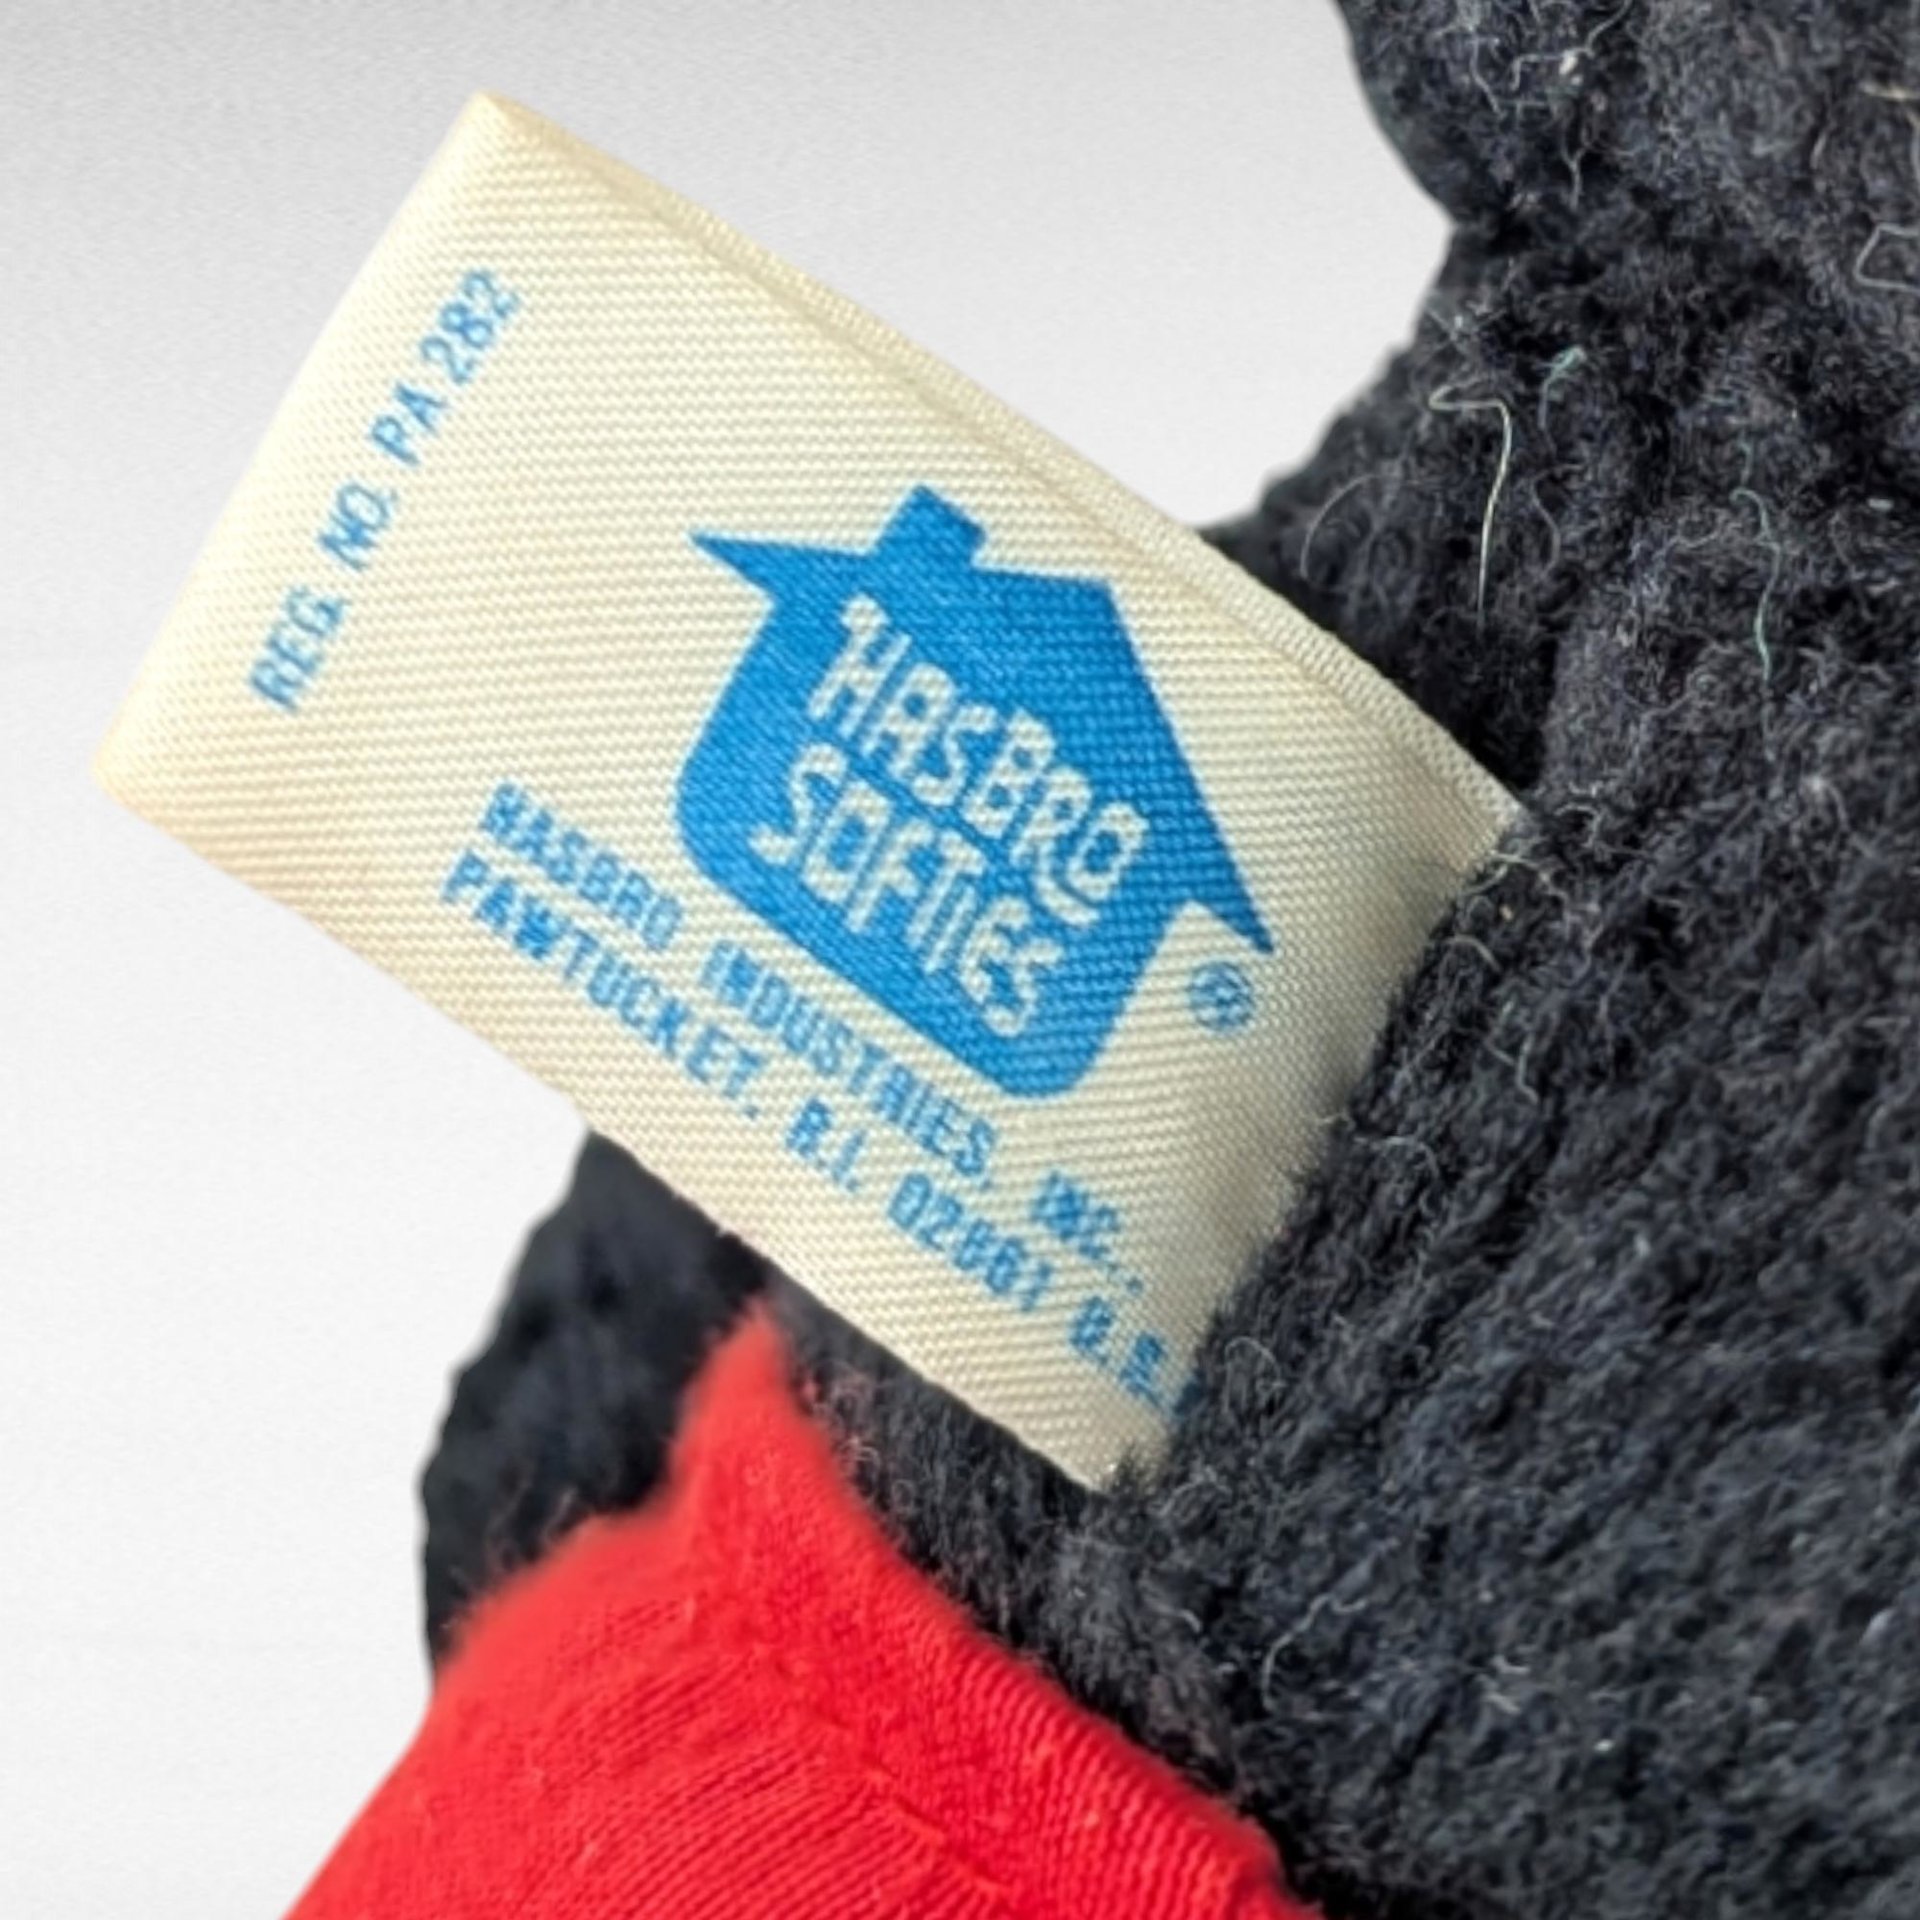 REG. NO. PA 282
HASBRO
SOFTIES
®
HASBRO INDUSTRIES, INC.
PAWTUCKET, R.I. 02861 U.S.